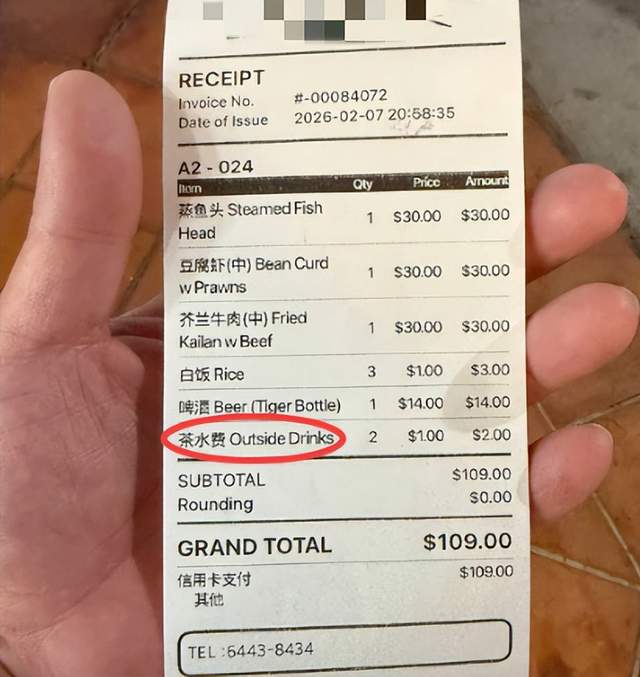 RECEIPT
Invoice No. #-00084072
Date of Issue 2026-02-07 20:58:35
A2 - 024
Item Qty Price Amount
蒸鱼头 Steamed Fish 1 $30.00 $30.00
Head
豆腐虾(中) Bean Curd 1 $30.00 $30.00
w Prawns
芥兰牛肉(中) Fried 1 $30.00 $30.00
Kailan w Beef
白饭 Rice 3 $1.00 $3.00
啤酒 Beer (Tiger Bottle) 1 $14.00 $14.00
茶水费 Outside Drinks 2 $1.00 $2.00
SUBTOTAL $109.00
Rounding $0.00
GRAND TOTAL $109.00
信用卡支付 $109.00
其他
TEL :6443-8434